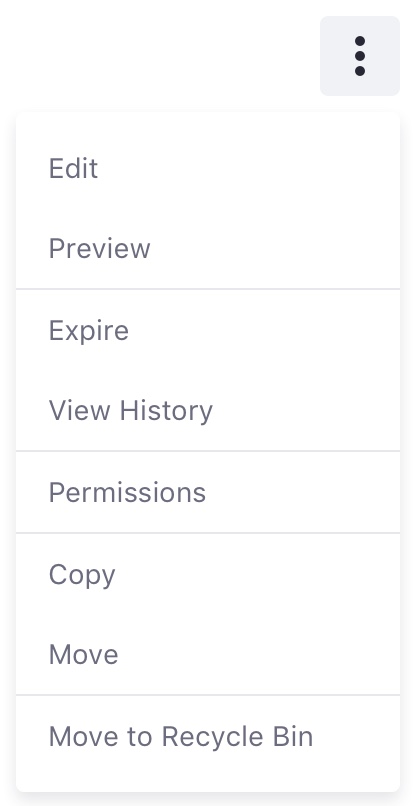 Edit
Preview
Expire
View History
Permissions
Copy
Move
Move to Recycle Bin